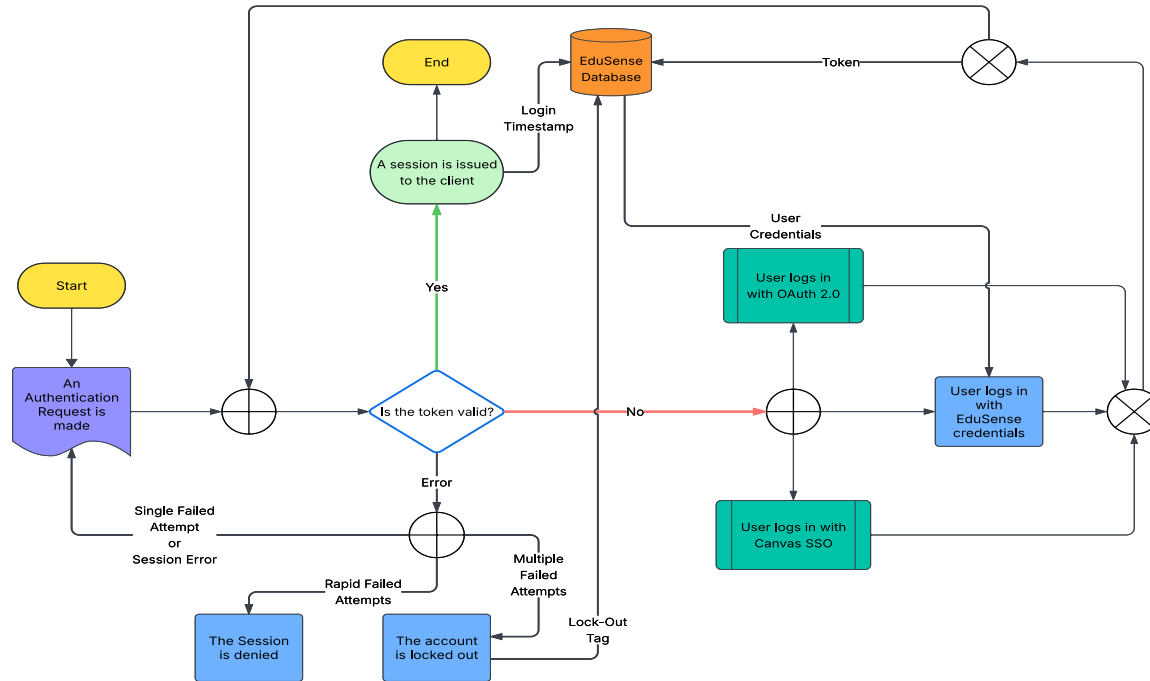 End
EduSense
Database
Token
Login
Timestamp
A session is issued
to the client
User
Credentials
Start
Yes
User logs in
with OAuth 2.0
An
Authentication
Request is
made
Is the token valid?
No
User logs in
with
EduSense
credentials
Error
Single Failed
Attempt
or
Session Error
User logs in with
Canvas SSO
Multiple
Failed
Attempts
Rapid Failed
Attempts
The Session
is denied
The account
is locked out
Lock-Out
Tag